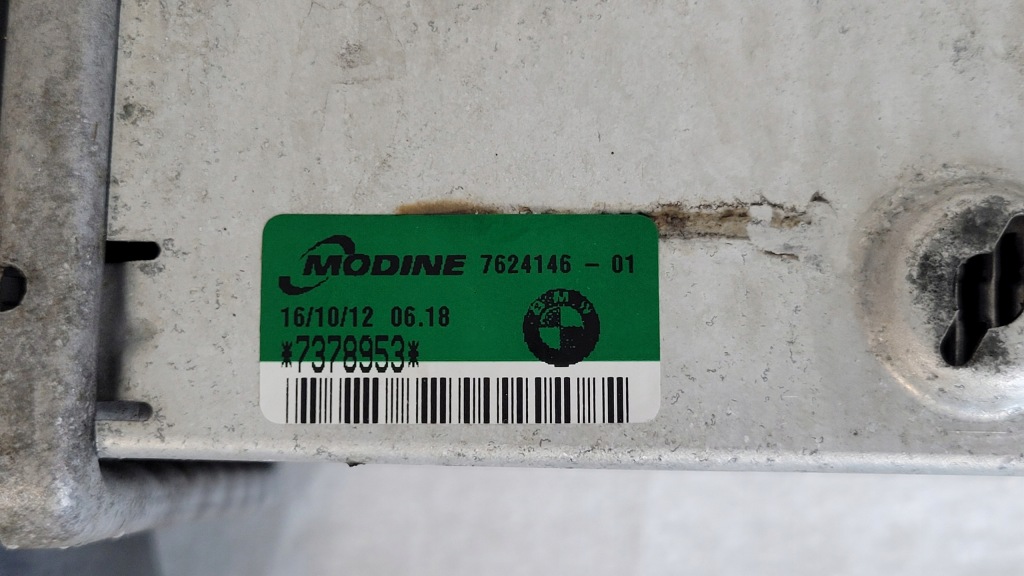 MODINE 7624146 - 01
16/10/12 06.18
BMW
*7378953*